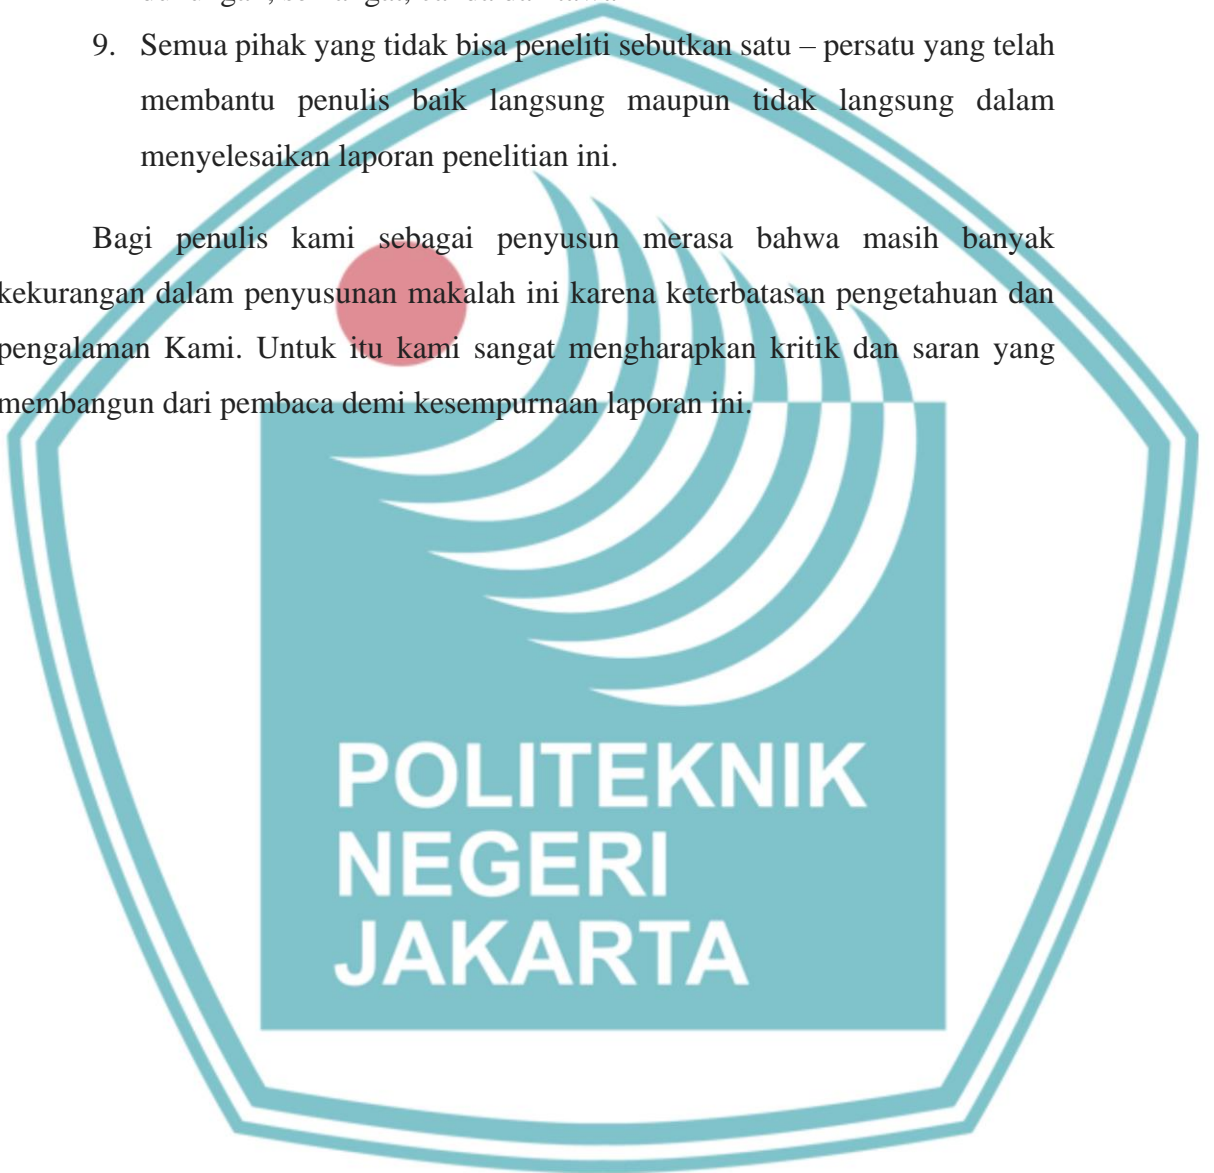 9. Semua pihak yang tidak bisa peneliti sebutkan satu – persatu yang telah
membantu penulis baik langsung maupun tidak langsung dalam
menyelesaikan laporan penelitian ini.
Bagi penulis kami sebagai penyusun merasa bahwa masih banyak
kekurangan dalam penyusunan makalah ini karena keterbatasan pengetahuan dan
pengalaman Kami. Untuk itu kami sangat mengharapkan kritik dan saran yang
membangun dari pembaca demi kesempurnaan laporan ini.
POLITEKNIK
NEGERI
JAKARTA